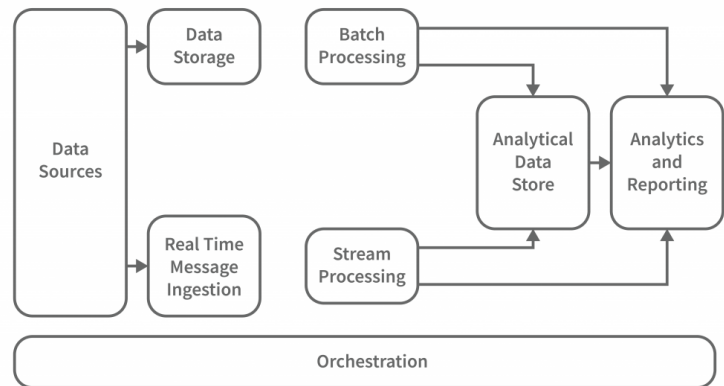 Data
Sources
Data
Storage
Real Time
Message
Ingestion
Batch
Processing
Stream
Processing
Analytical
Data
Store
Analytics
and
Reporting
Orchestration